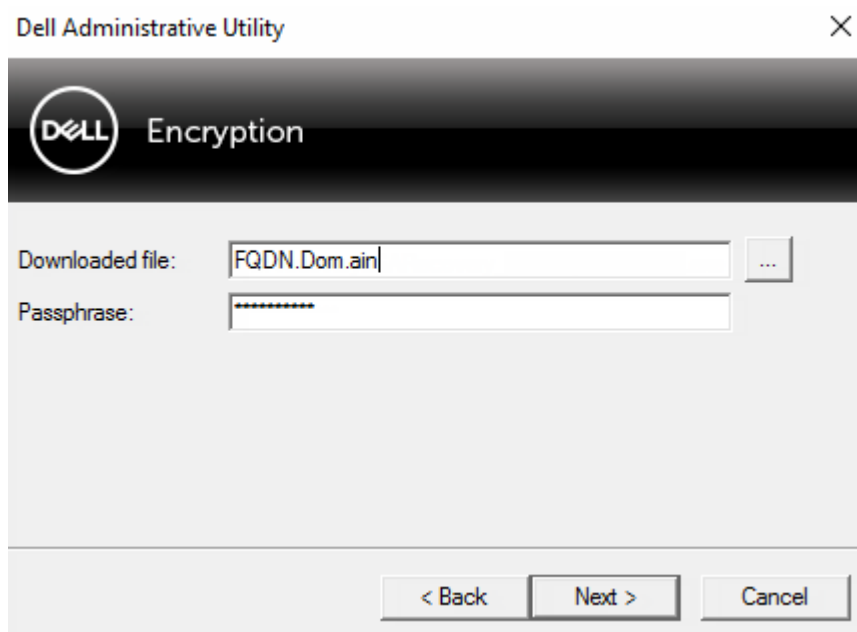 Dell Administrative Utility
DELL Encryption
Downloaded file: FQDN.Dom.ain ...
Passphrase: **********
< Back Next > Cancel